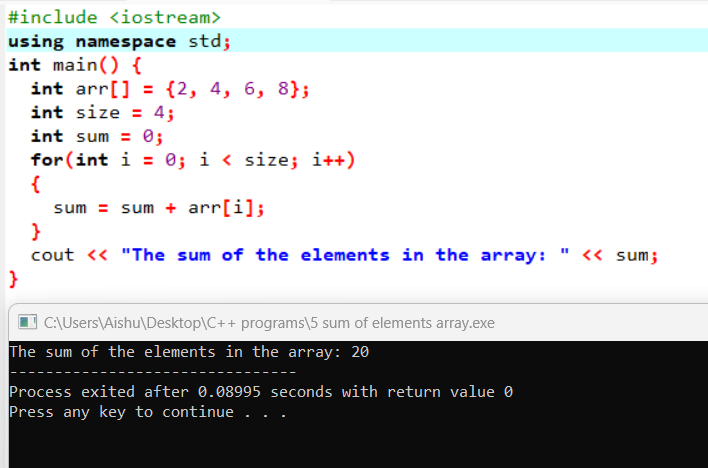 #include <iostream>
using namespace std;
int main() {
  int arr[] = {2, 4, 6, 8};
  int size = 4;
  int sum = 0;
  for(int i = 0; i < size; i++)
  {
    sum = sum + arr[i];
  }
  cout << "The sum of the elements in the array: " << sum;
}
C:\Users\Aishu\Desktop\C++ programs\5 sum of elements array.exe
The sum of the elements in the array: 20
--------------------------------
Process exited after 0.08995 seconds with return value 0
Press any key to continue . . .